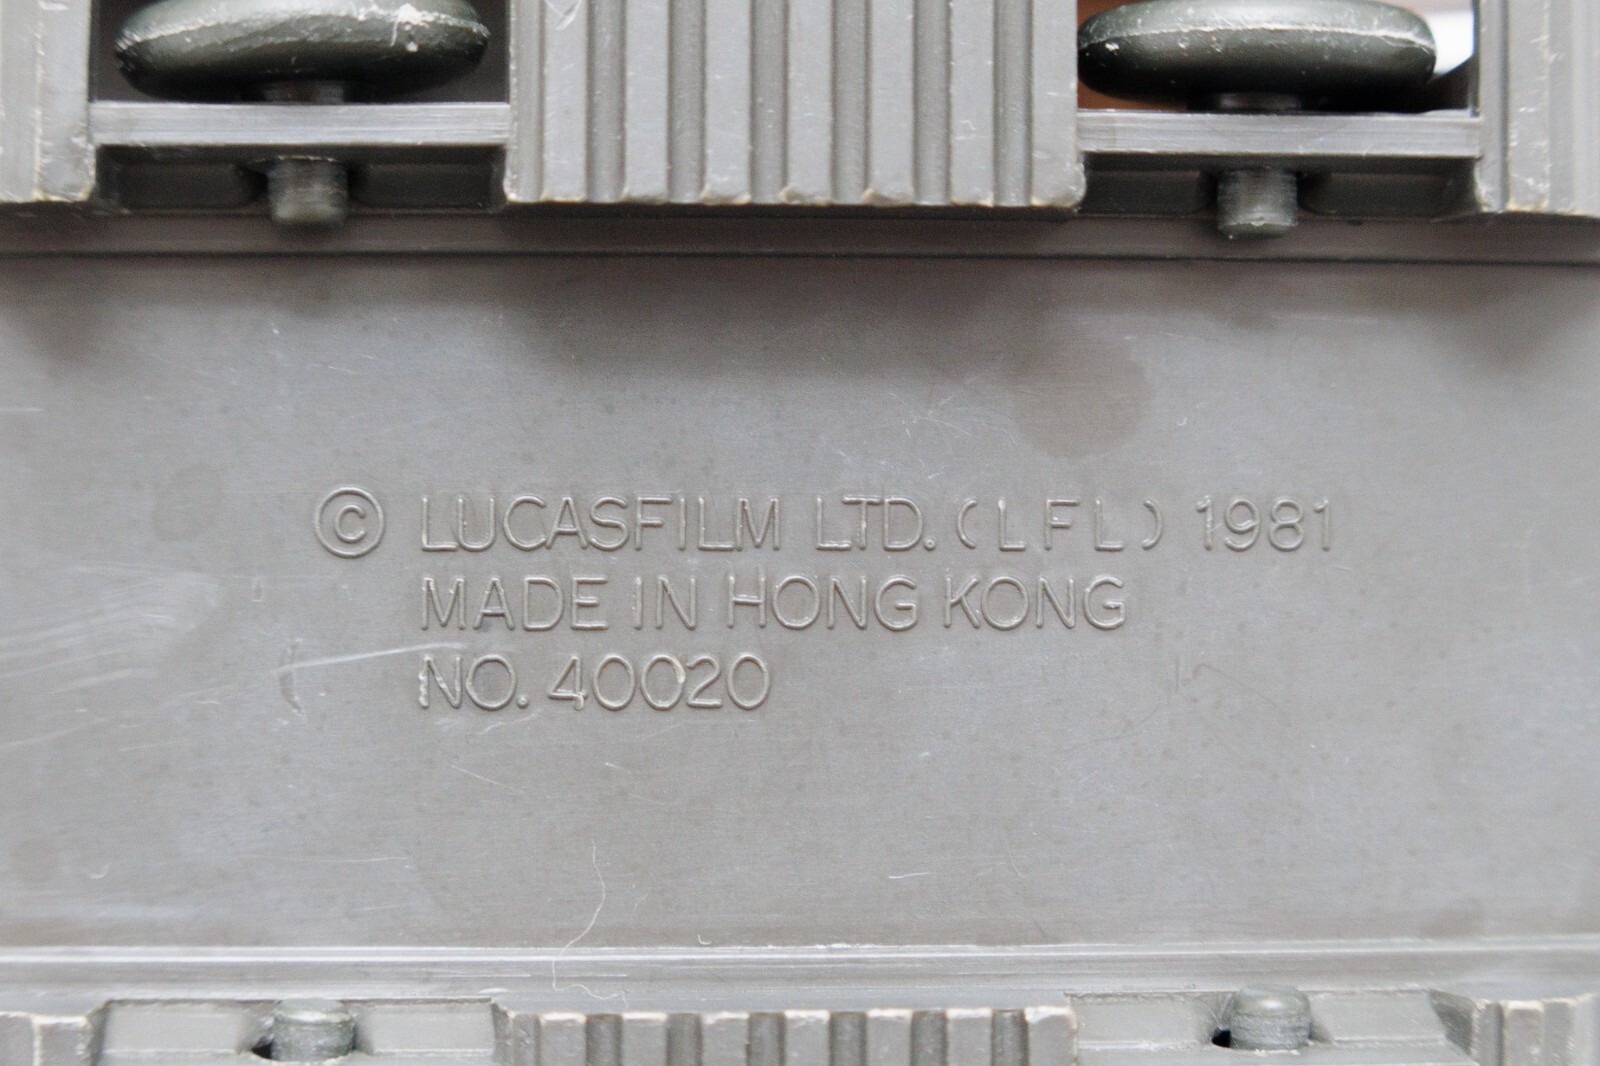 © LUCASFILM LTD. (LFL) 1981
MADE IN HONG KONG
NO. 40020